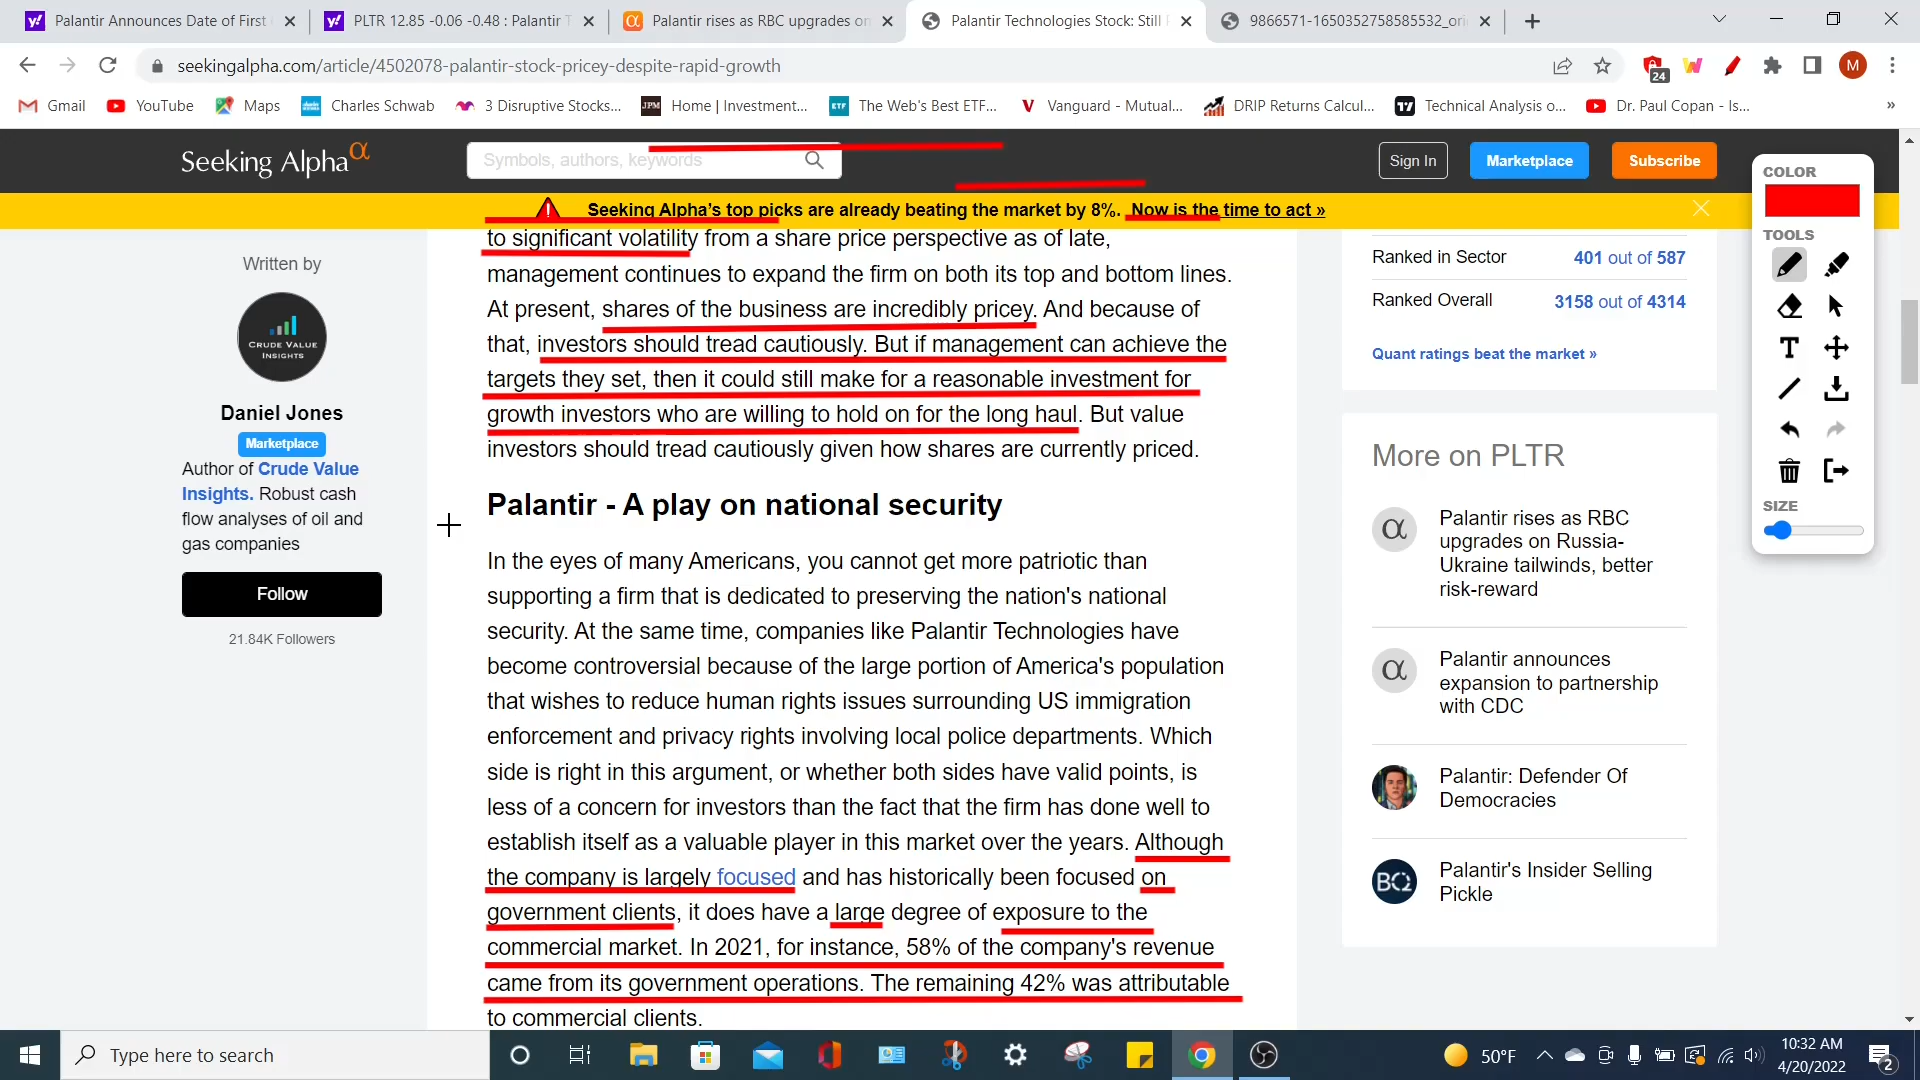 Palantir Announces Date of First
PLTR 12.85 -0.06 -0.48 : Palantir T
Palantir rises as RBC upgrades on
Palantir Technologies Stock: Still
9866571-1650352758585532_ori
seekingalpha.com/article/4502078-palantir-stock-pricey-despite-rapid-growth
24
M
Gmail
YouTube
Maps
Charles Schwab
3 Disruptive Stocks...
JPM
Home | Investment...
ETF
The Web's Best ETF...
Vanguard - Mutual...
DRIP Returns Calcul...
Technical Analysis o...
Dr. Paul Copan - Is...
»
Seeking Alpha α
Symbols, authors, keywords
Sign In
Marketplace
Subscribe
Seeking Alpha's top picks are already beating the market by 8%. Now is the time to act »
Written by
CRUDE VALUE
INSIGHTS
Daniel Jones
Marketplace
Author of Crude Value
Insights. Robust cash
flow analyses of oil and
gas companies
Follow
21.84K Followers
to significant volatility from a share price perspective as of late,
management continues to expand the firm on both its top and bottom lines.
At present, shares of the business are incredibly pricey. And because of
that, investors should tread cautiously. But if management can achieve the
targets they set, then it could still make for a reasonable investment for
growth investors who are willing to hold on for the long haul. But value
investors should tread cautiously given how shares are currently priced.
Palantir - A play on national security
In the eyes of many Americans, you cannot get more patriotic than
supporting a firm that is dedicated to preserving the nation's national
security. At the same time, companies like Palantir Technologies have
become controversial because of the large portion of America's population
that wishes to reduce human rights issues surrounding US immigration
enforcement and privacy rights involving local police departments. Which
side is right in this argument, or whether both sides have valid points, is
less of a concern for investors than the fact that the firm has done well to
establish itself as a valuable player in this market over the years. Although
the company is largely focused and has historically been focused on
government clients, it does have a large degree of exposure to the
commercial market. In 2021, for instance, 58% of the company's revenue
came from its government operations. The remaining 42% was attributable
to commercial clients.
Ranked in Sector 401 out of 587
Ranked Overall 3158 out of 4314
Quant ratings beat the market »
More on PLTR
α
Palantir rises as RBC
upgrades on Russia-
Ukraine tailwinds, better
risk-reward
α
Palantir announces
expansion to partnership
with CDC
Palantir: Defender Of
Democracies
Palantir's Insider Selling
Pickle
COLOR
TOOLS
T
SIZE
Type here to search
50°F
10:32 AM
4/20/2022
2